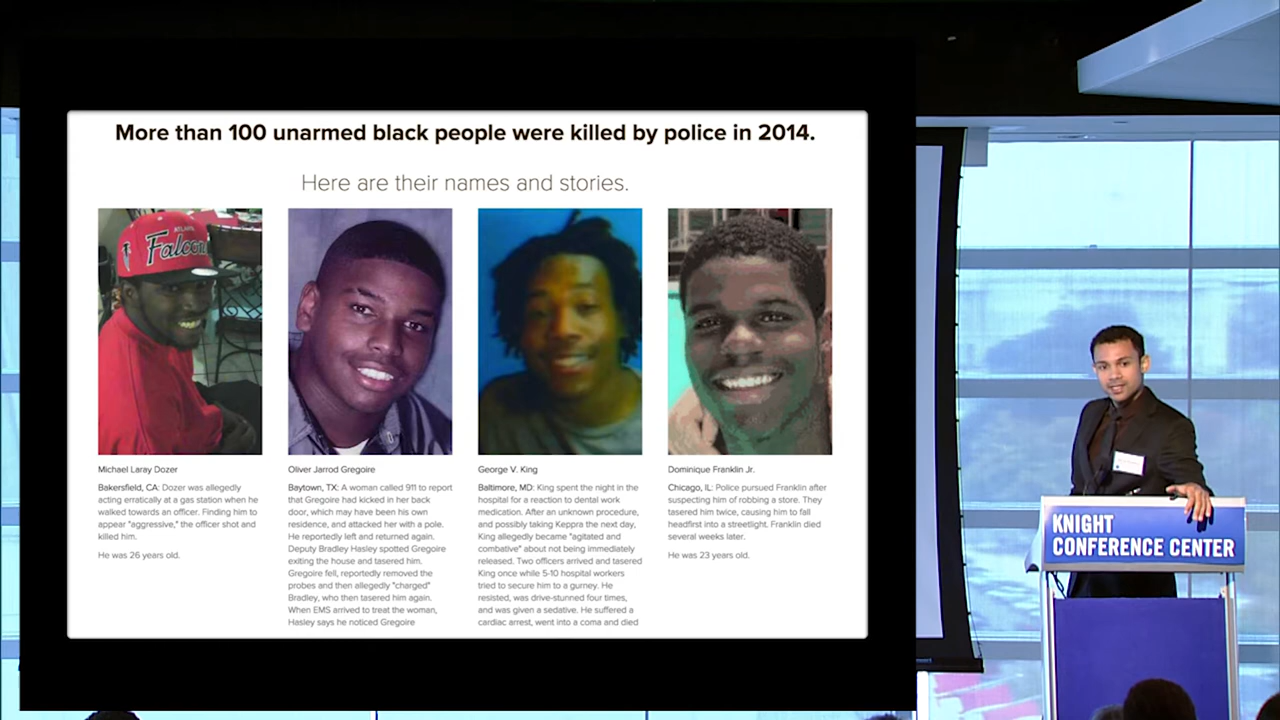 More than 100 unarmed black people were killed by police in 2014.
Here are their names and stories.
ATLANTA
Falcons
Michael Laray Dozer
Bakersfield, CA: Dozer was allegedly
acting erratically at a gas station when he
walked towards an officer. Finding him to
appear "aggressive," the officer shot and
killed him.
He was 26 years old.
Oliver Jarrod Gregoire
Baytown, TX: A woman called 911 to report
that Gregoire had kicked in her back
door, which may have been his own
residence, and attacked her with a pole.
He reportedly left and returned again.
Deputy Bradley Hasley spotted Gregoire
exiting the house and tasered him.
Gregoire fell, reportedly removed the
probes and then allegedly "charged"
Bradley, who then tasered him again.
When EMS arrived to treat the woman,
Hasley says he noticed Gregoire
George V. King
Baltimore, MD: King spent the night in the
hospital for a reaction to dental work
medication. After an unknown procedure,
and possibly taking Keppra the next day,
King allegedly became "agitated and
combative" about not being immediately
released. Two officers arrived and tasered
King once while 5-10 hospital workers
tried to secure him to a gurney. He
resisted, was drive-stunned four times,
and was given a sedative. He suffered a
cardiac arrest, went into a coma and died
Dominique Franklin Jr.
Chicago, IL: Police pursued Franklin after
suspecting him of robbing a store. They
tasered him twice, causing him to fall
headfirst into a streetlight. Franklin died
several weeks later.
He was 23 years old.
KNIGHT
CONFERENCE CENTER